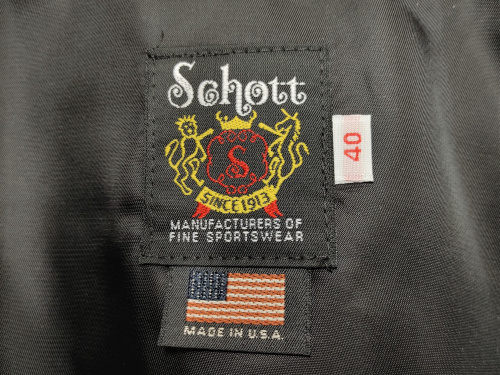 Schott
S
SINCE 1913
MANUFACTURERS OF
FINE SPORTSWEAR
40
MADE IN U.S.A.